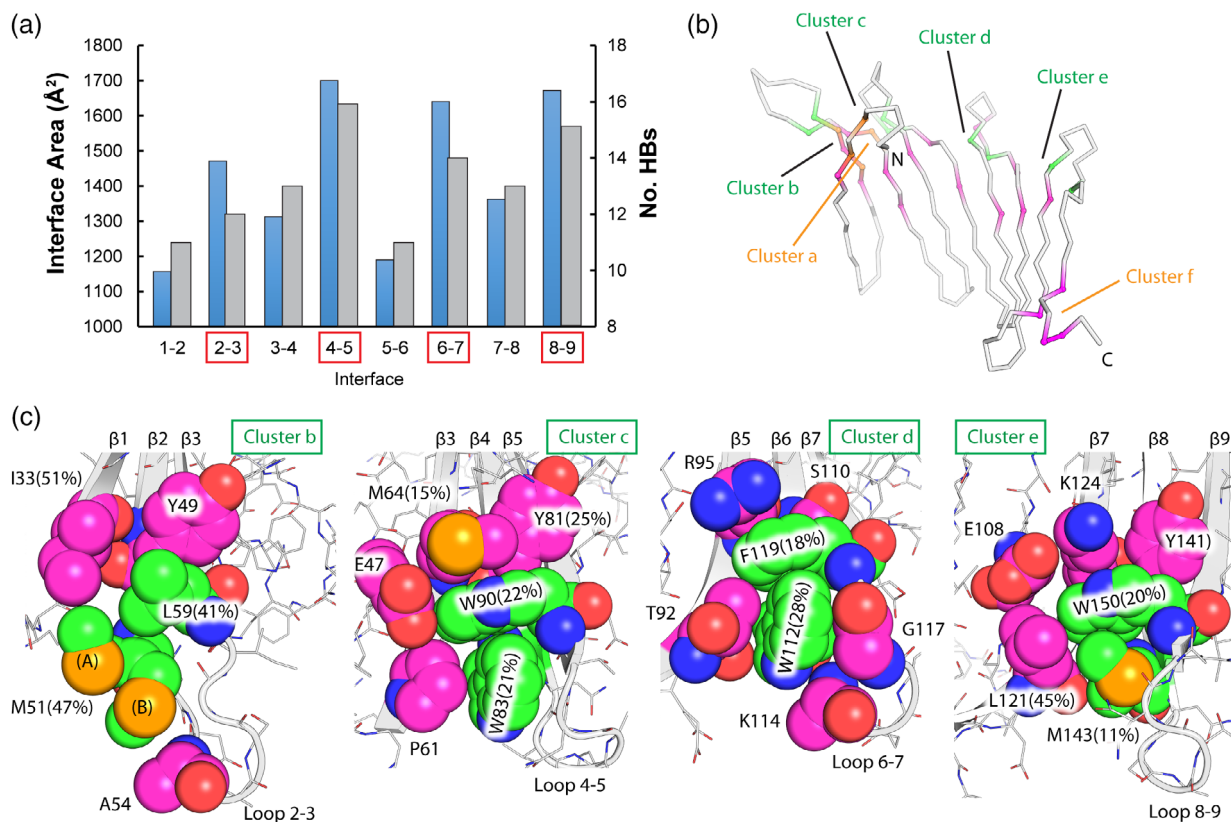 (a)
1800
1700
1600
1500
1400
1300
1200
1100
1000
Interface Area (Å²)
18
16
14
12
10
8
No. HBs
1-2
2-3
3-4
4-5
5-6
6-7
7-8
8-9
Interface
(b)
Cluster c
Cluster d
Cluster e
N
Cluster b
Cluster a
Cluster f
C
(c)
β1
β2
β3
Cluster b
I33(51%)
Y49
L59(41%)
(A)
M51(47%)
(B)
A54
Loop 2-3
β3
β4
β5
Cluster c
M64(15%)
Y81(25%)
E47
W90(22%)
W83(21%)
P61
Loop 4-5
β5
β6
β7
Cluster d
R95
S110
F119(18%)
T92
W112(28%)
G117
K114
Loop 6-7
Cluster e
β7
β8
β9
K124
E108
Y141)
W150(20%)
L121(45%)
M143(11%)
Loop 8-9